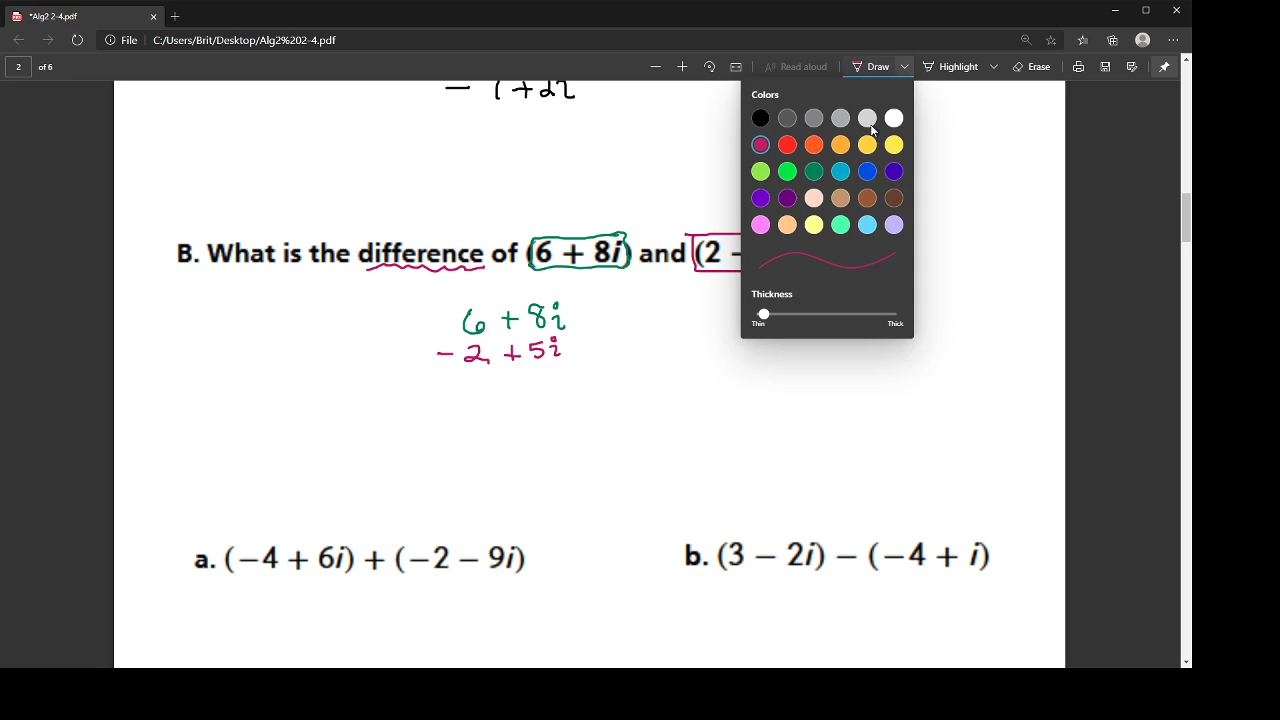 *Alg2 2-4.pdf
File C:/Users/Brit/Desktop/Alg2%202-4.pdf
2 of 6 Read aloud Draw Highlight Erase
Colors
Thickness
Thin Thick
B. What is the difference of (6 + 8i) and (2 -
6 + 8i
- 2 + 5i
a. (−4 + 6i) + (−2 − 9i)
b. (3 − 2i) − (−4 + i)